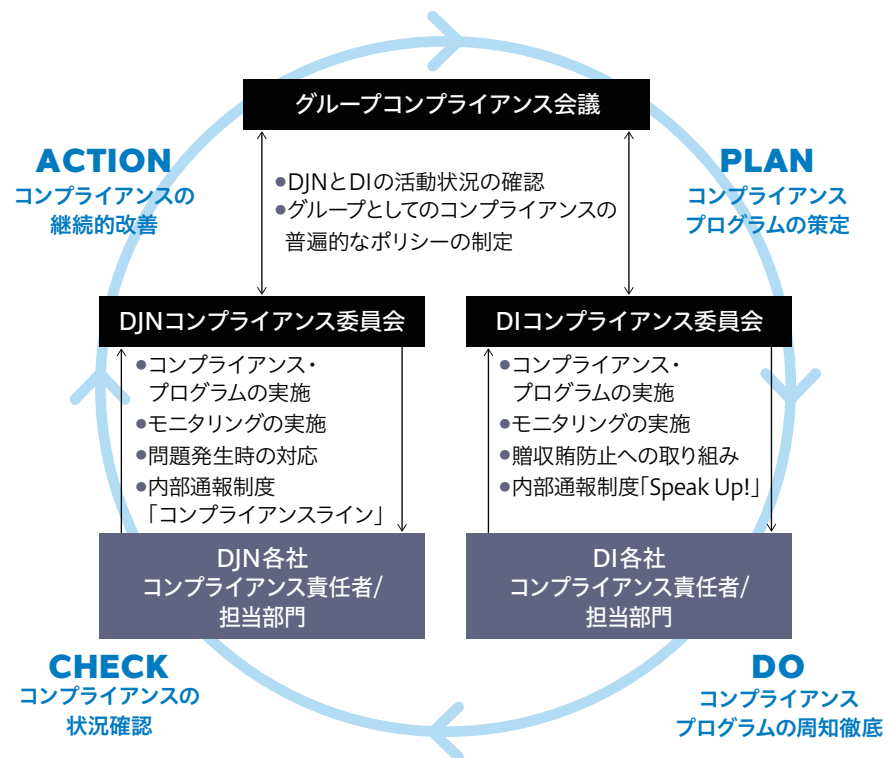 グループコンプライアンス会議
ACTION
コンプライアンスの
継続的改善
PLAN
コンプライアンス
プログラムの策定
●DJNとDIの活動状況の確認
●グループとしてのコンプライアンスの
普遍的なポリシーの制定
DJNコンプライアンス委員会
●コンプライアンス・
プログラムの実施
●モニタリングの実施
●問題発生時の対応
●内部通報制度
「コンプライアンスライン」
DJN各社
コンプライアンス責任者/
担当部門
DIコンプライアンス委員会
●コンプライアンス・
プログラムの実施
●モニタリングの実施
●贈収賄防止への取り組み
●内部通報制度「Speak Up!」
DI各社
コンプライアンス責任者/
担当部門
CHECK
コンプライアンスの
状況確認
DO
コンプライアンス
プログラムの周知徹底